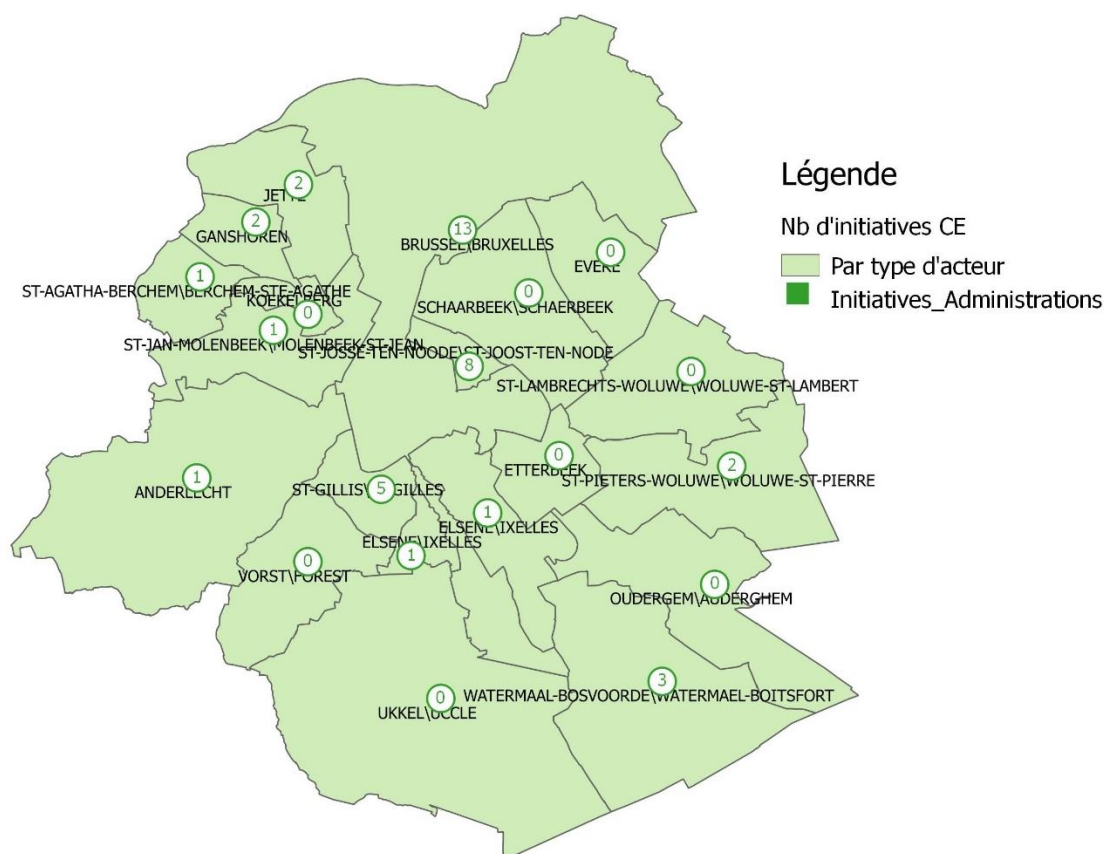 Légende
Nb d'initiatives CE
Par type d'acteur
Initiatives_Administrations
2
JETTE
2
GANSHOREN
13
BRUSSEL\BRUXELLES
0
EVERE
1
ST-AGATHA-BERCHEM\BERCHEM-STE-AGATHE
0
SCHAARBEEK\SCHAERBEEK
KOEKELBERG
0
1
ST-JAN-MOLENBEEK\MOLENBEEK-ST-JEAN
ST-JOSSE-TEN-NOODE\ST-JOOST-TEN-NODE
8
0
ST-LAMBRECHTS-WOLUWE\WOLUWE-ST-LAMBERT
0
ETTERBEEK
2
ST-PIETERS-WOLUWE\WOLUWE-ST-PIERRE
1
ANDERLECHT
5
ST-GILLIS\ST-GILLES
1
ELSENE\IXELLES
ELSENE\IXELLES
1
0
VORST\FOREST
0
OUDERGEM\AUDERGHEM
3
WATERMAAL-BOSVOORDE\WATERMAEL-BOITSFORT
0
UKKEL\UCCLE